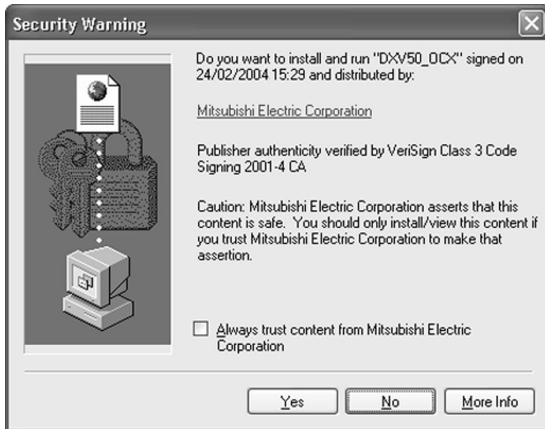 Security Warning
Do you want to install and run "DXV50_OCX" signed on
24/02/2004 15:29 and distributed by:
Mitsubishi Electric Corporation
Publisher authenticity verified by VeriSign Class 3 Code
Signing 2001-4 CA
Caution: Mitsubishi Electric Corporation asserts that this
content is safe. You should only install/view this content if
you trust Mitsubishi Electric Corporation to make that
assertion.
Always trust content from Mitsubishi Electric
Corporation
Yes
No
More Info